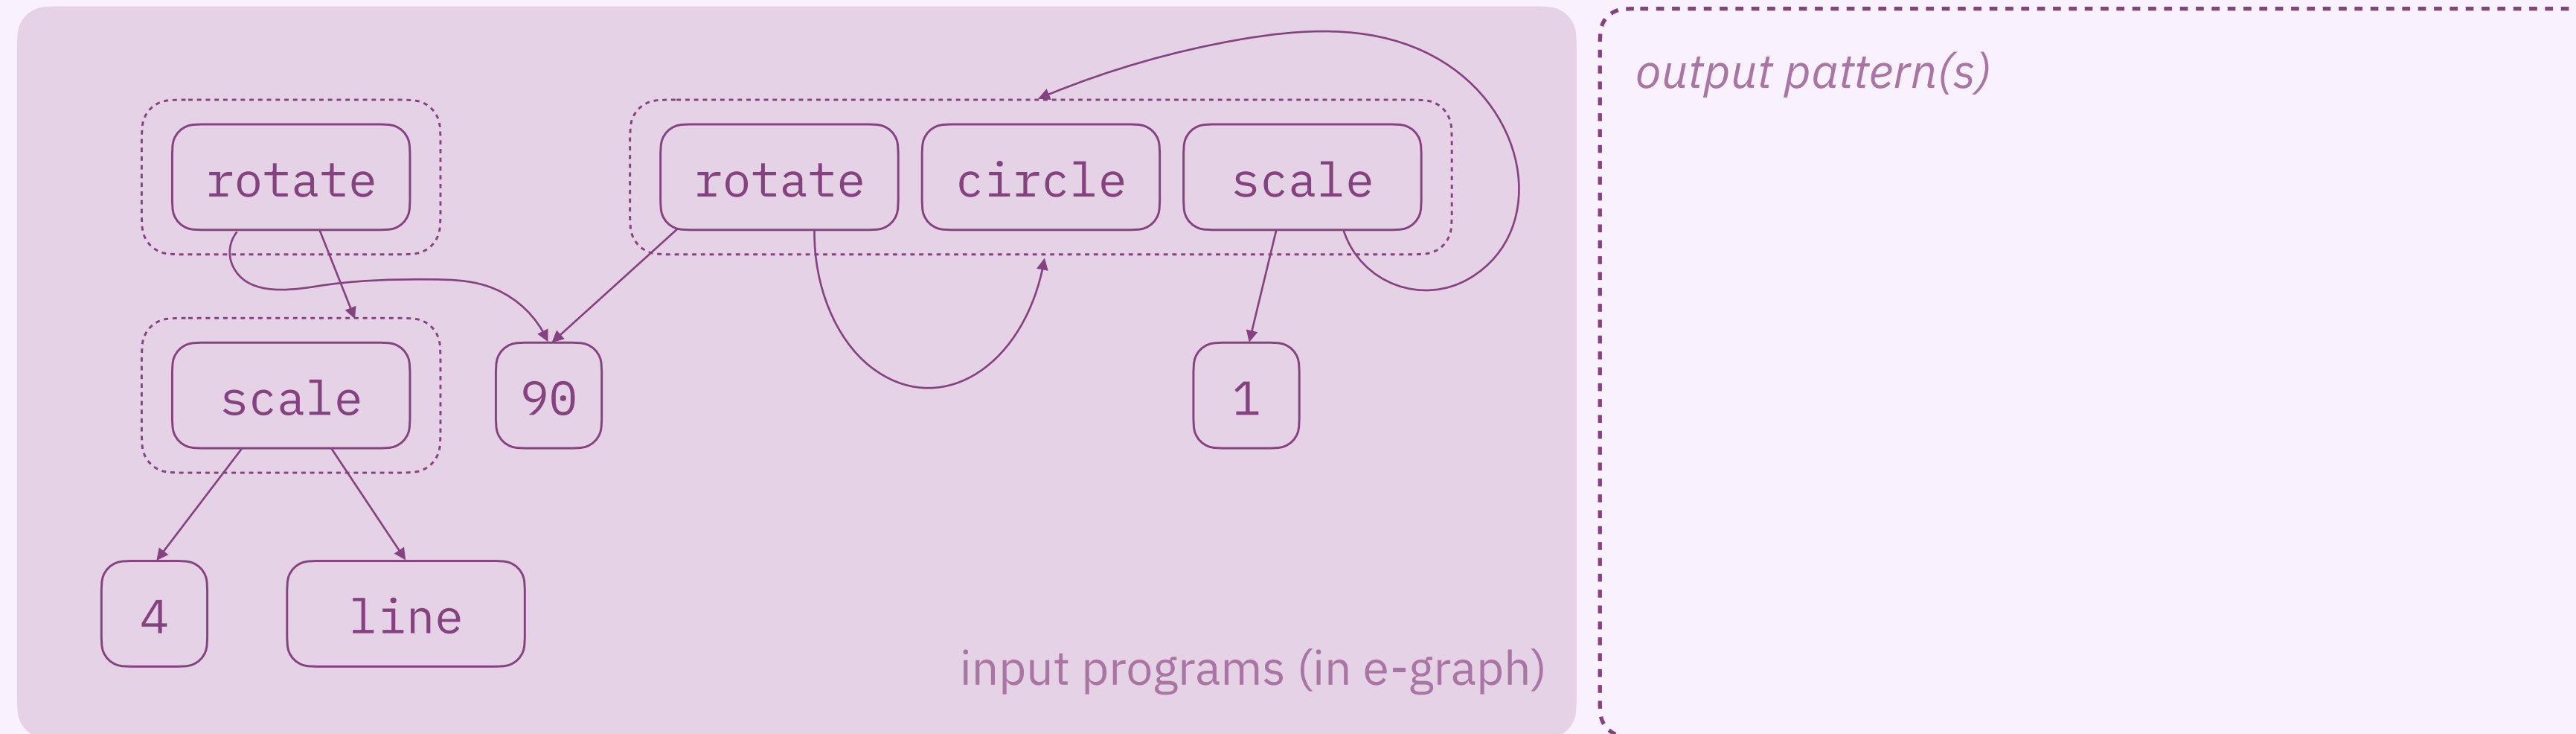 output pattern(s)
rotate
rotate
circle
scale
scale
90
1
4
line
input programs (in e-graph)